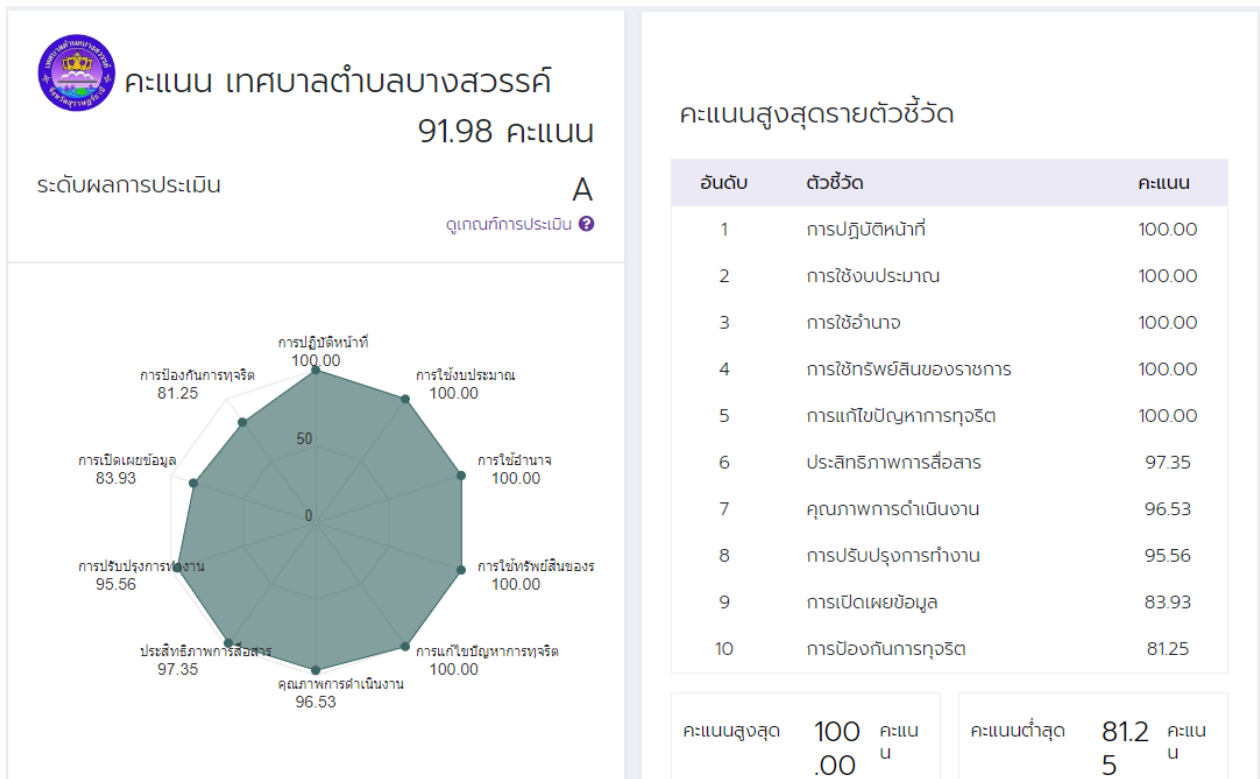 คะแนน เทศบาลตำบลบางสวรรค์
91.98 คะแนน
ระดับผลการประเมิน
A
ดูเกณฑ์การประเมิน ?
การปฏิบัติหน้าที่
100.00
การใช้งบประมาณ
100.00
การใช้อำนาจ
100.00
การใช้ทรัพย์สินของร
100.00
การแก้ไขปัญหาการทุจริต
100.00
คุณภาพการดำเนินงาน
96.53
ประสิทธิภาพการสื่อสาร
97.35
การปรับปรุงการทำงาน
95.56
การเปิดเผยข้อมูล
83.93
การป้องกันการทุจริต
81.25
50
0
คะแนนสูงสุดรายตัวชี้วัด
อันดับ ตัวชี้วัด คะแนน
1 การปฏิบัติหน้าที่ 100.00
2 การใช้งบประมาณ 100.00
3 การใช้อำนาจ 100.00
4 การใช้ทรัพย์สินของราชการ 100.00
5 การแก้ไขปัญหาการทุจริต 100.00
6 ประสิทธิภาพการสื่อสาร 97.35
7 คุณภาพการดำเนินงาน 96.53
8 การปรับปรุงการทำงาน 95.56
9 การเปิดเผยข้อมูล 83.93
10 การป้องกันการทุจริต 81.25
คะแนนสูงสุด
100
.00
คะแน
น
คะแนนต่ำสุด
81.2
5
คะแน
น